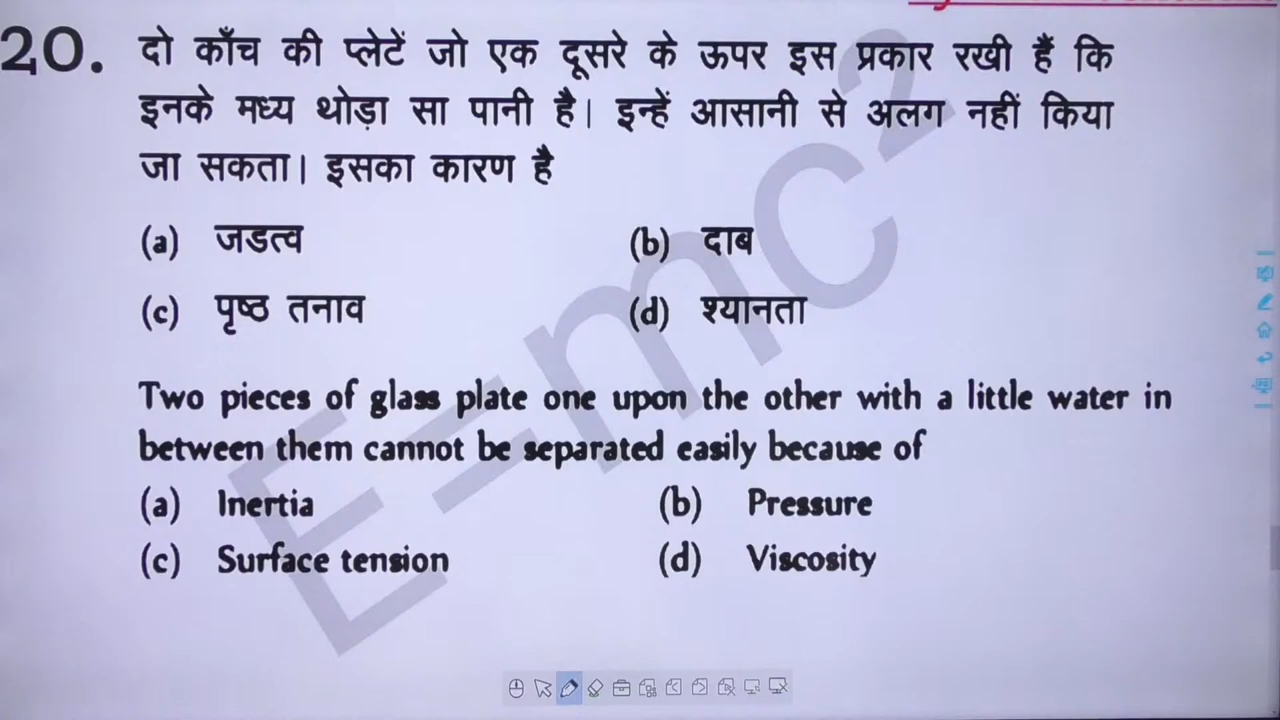 20. दो काँच की प्लेटें जो एक दूसरे के ऊपर इस प्रकार रखी हैं कि
इनके मध्य थोड़ा सा पानी है। इन्हें आसानी से अलग नहीं किया
जा सकता। इसका कारण है
(a) जडत्व (b) दाब
(c) पृष्ठ तनाव (d) श्यानता
Two pieces of glass plate one upon the other with a little water in
between them cannot be separated easily because of
(a) Inertia (b) Pressure
(c) Surface tension (d) Viscosity
E=mc²